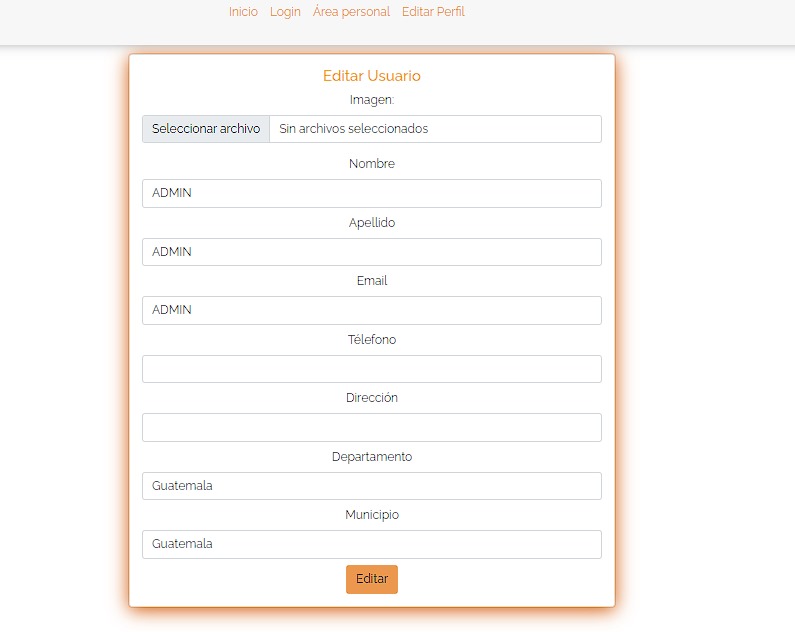 Inicio Login Área personal Editar Perfil
Editar Usuario
Imagen:
Seleccionar archivo Sin archivos seleccionados
Nombre
ADMIN
Apellido
ADMIN
Email
ADMIN
Télefono
Dirección
Departamento
Guatemala
Municipio
Guatemala
Editar